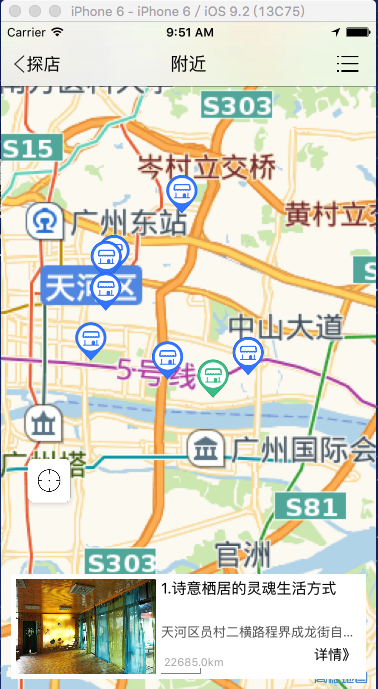 iPhone 6 - iPhone 6 / iOS 9.2 (13C75)
Carrier 9:51 AM
探店 附近
S303
S15
岑村立交桥
黄村立交
广州东站
天河区
中山大道
5号线
广州国际会
广州塔
S81
S303
官洲
1.诗意栖居的灵魂生活方式
天河区员村二横路程界成龙街自...
22685.0km
详情》